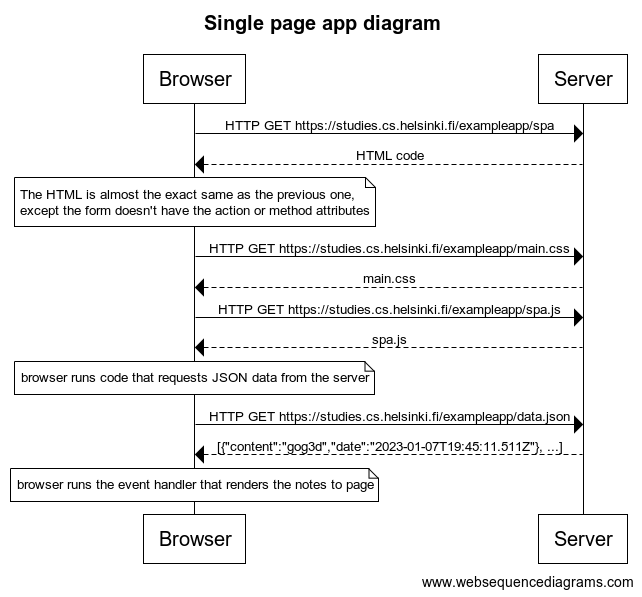 Single page app diagram
Browser
Server
HTTP GET https://studies.cs.helsinki.fi/exampleapp/spa
HTML code
The HTML is almost the exact same as the previous one,
except the form doesn't have the action or method attributes
HTTP GET https://studies.cs.helsinki.fi/exampleapp/main.css
main.css
HTTP GET https://studies.cs.helsinki.fi/exampleapp/spa.js
spa.js
browser runs code that requests JSON data from the server
HTTP GET https://studies.cs.helsinki.fi/exampleapp/data.json
[{"content":"gog3d","date":"2023-01-07T19:45:11.511Z"}, ...]
browser runs the event handler that renders the notes to page
Browser
Server
www.websequencediagrams.com